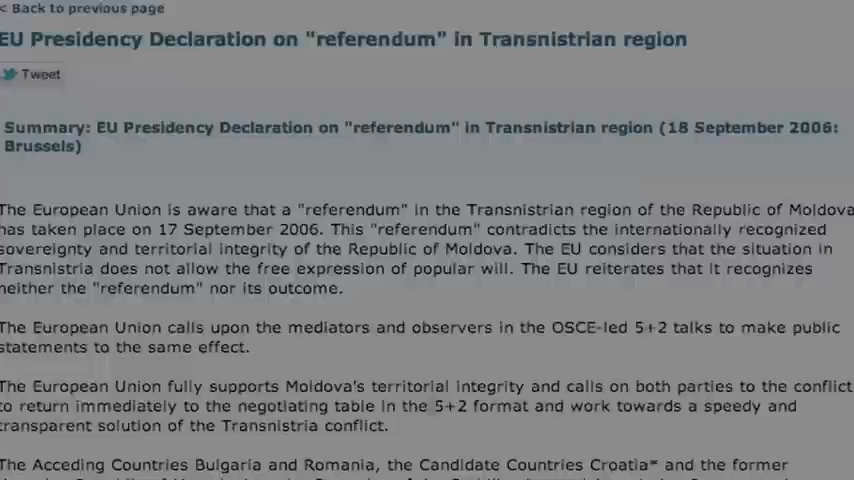 < Back to previous page
EU Presidency Declaration on "referendum" in Transnistrian region
Tweet
Summary: EU Presidency Declaration on "referendum" in Transnistrian region (18 September 2006:
Brussels)
The European Union is aware that a "referendum" in the Transnistrian region of the Republic of Moldova
has taken place on 17 September 2006. This "referendum" contradicts the internationally recognized
sovereignty and territorial integrity of the Republic of Moldova. The EU considers that the situation in
Transnistria does not allow the free expression of popular will. The EU reiterates that it recognizes
neither the "referendum" nor its outcome.
The European Union calls upon the mediators and observers in the OSCE-led 5+2 talks to make public
statements to the same effect.
The European Union fully supports Moldova's territorial integrity and calls on both parties to the conflict
to return immediately to the negotiating table in the 5+2 format and work towards a speedy and
transparent solution of the Transnistria conflict.
The Acceding Countries Bulgaria and Romania, the Candidate Countries Croatia* and the former